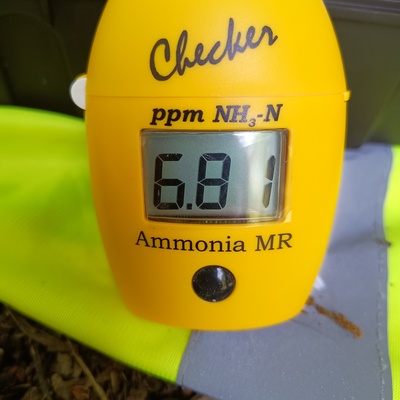 Checker
ppm NH₃-N
6.81
Ammonia MR